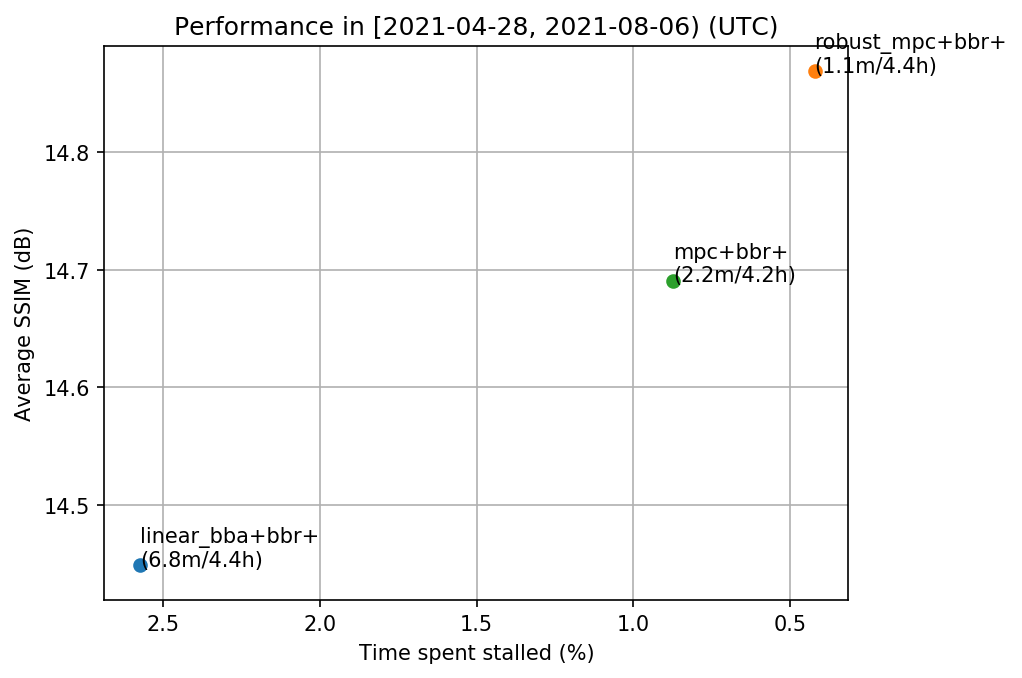 Performance in [2021-04-28, 2021-08-06) (UTC)
robust_mpc+bbr+
(1.1m/4.4h)
14.8
mpc+bbr+
(2.2m/4.2h)
14.7
14.6
14.5
Average SSIM (dB)
linear_bba+bbr+
(6.8m/4.4h)
2.5 2.0 1.5 1.0 0.5
Time spent stalled (%)